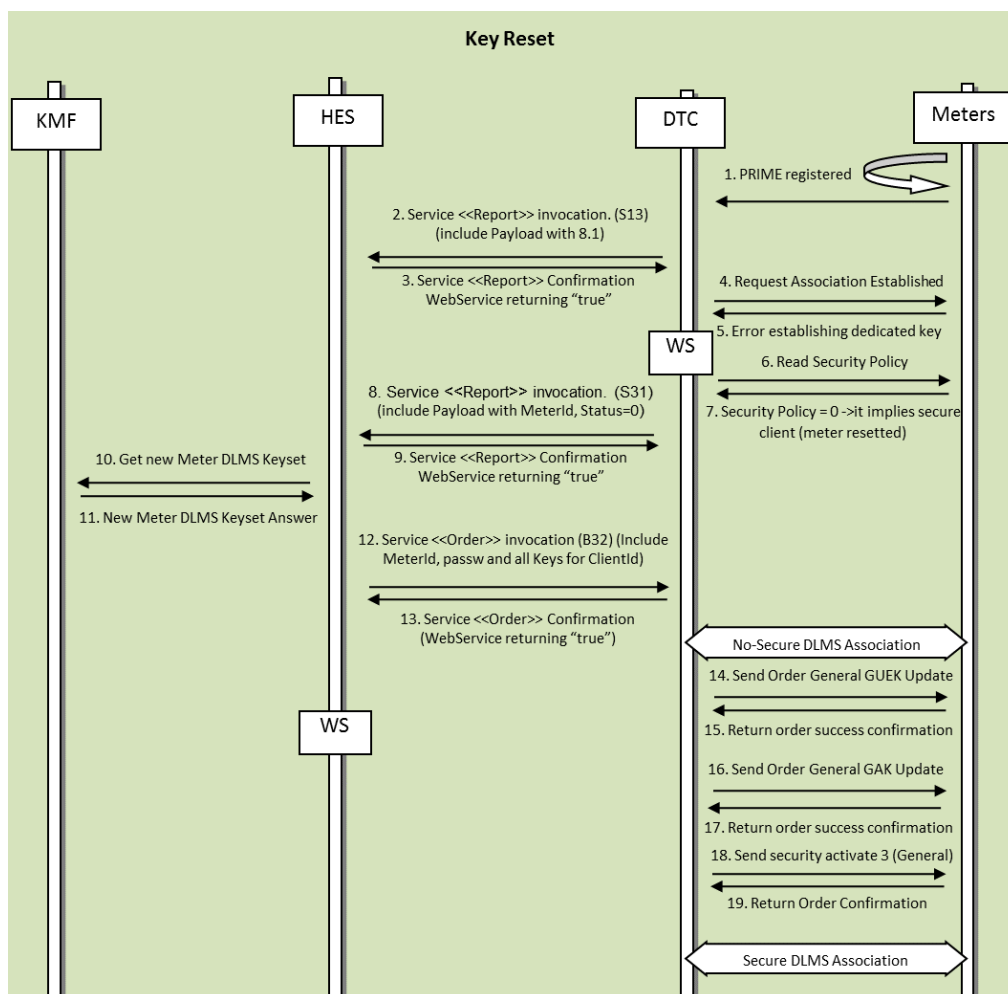 Key Reset
KMF
HES
DTC
Meters
1. PRIME registered
2. Service <<Report>> invocation. (S13)
(include Payload with 8.1)
3. Service <<Report>> Confirmation
WebService returning “true”
4. Request Association Established
5. Error establishing dedicated key
WS
6. Read Security Policy
7. Security Policy = 0 ->it implies secure
client (meter resetted)
8. Service <<Report>> invocation. (S31)
(include Payload with MeterId, Status=0)
9. Service <<Report>> Confirmation
WebService returning “true”
10. Get new Meter DLMS Keyset
11. New Meter DLMS Keyset Answer
12. Service <<Order>> invocation (B32) (Include
MeterId, passw and all Keys for ClientId)
13. Service <<Order>> Confirmation
(WebService returning “true”)
No-Secure DLMS Association
14. Send Order General GUEK Update
15. Return order success confirmation
WS
16. Send Order General GAK Update
17. Return order success confirmation
18. Send security activate 3 (General)
19. Return Order Confirmation
Secure DLMS Association